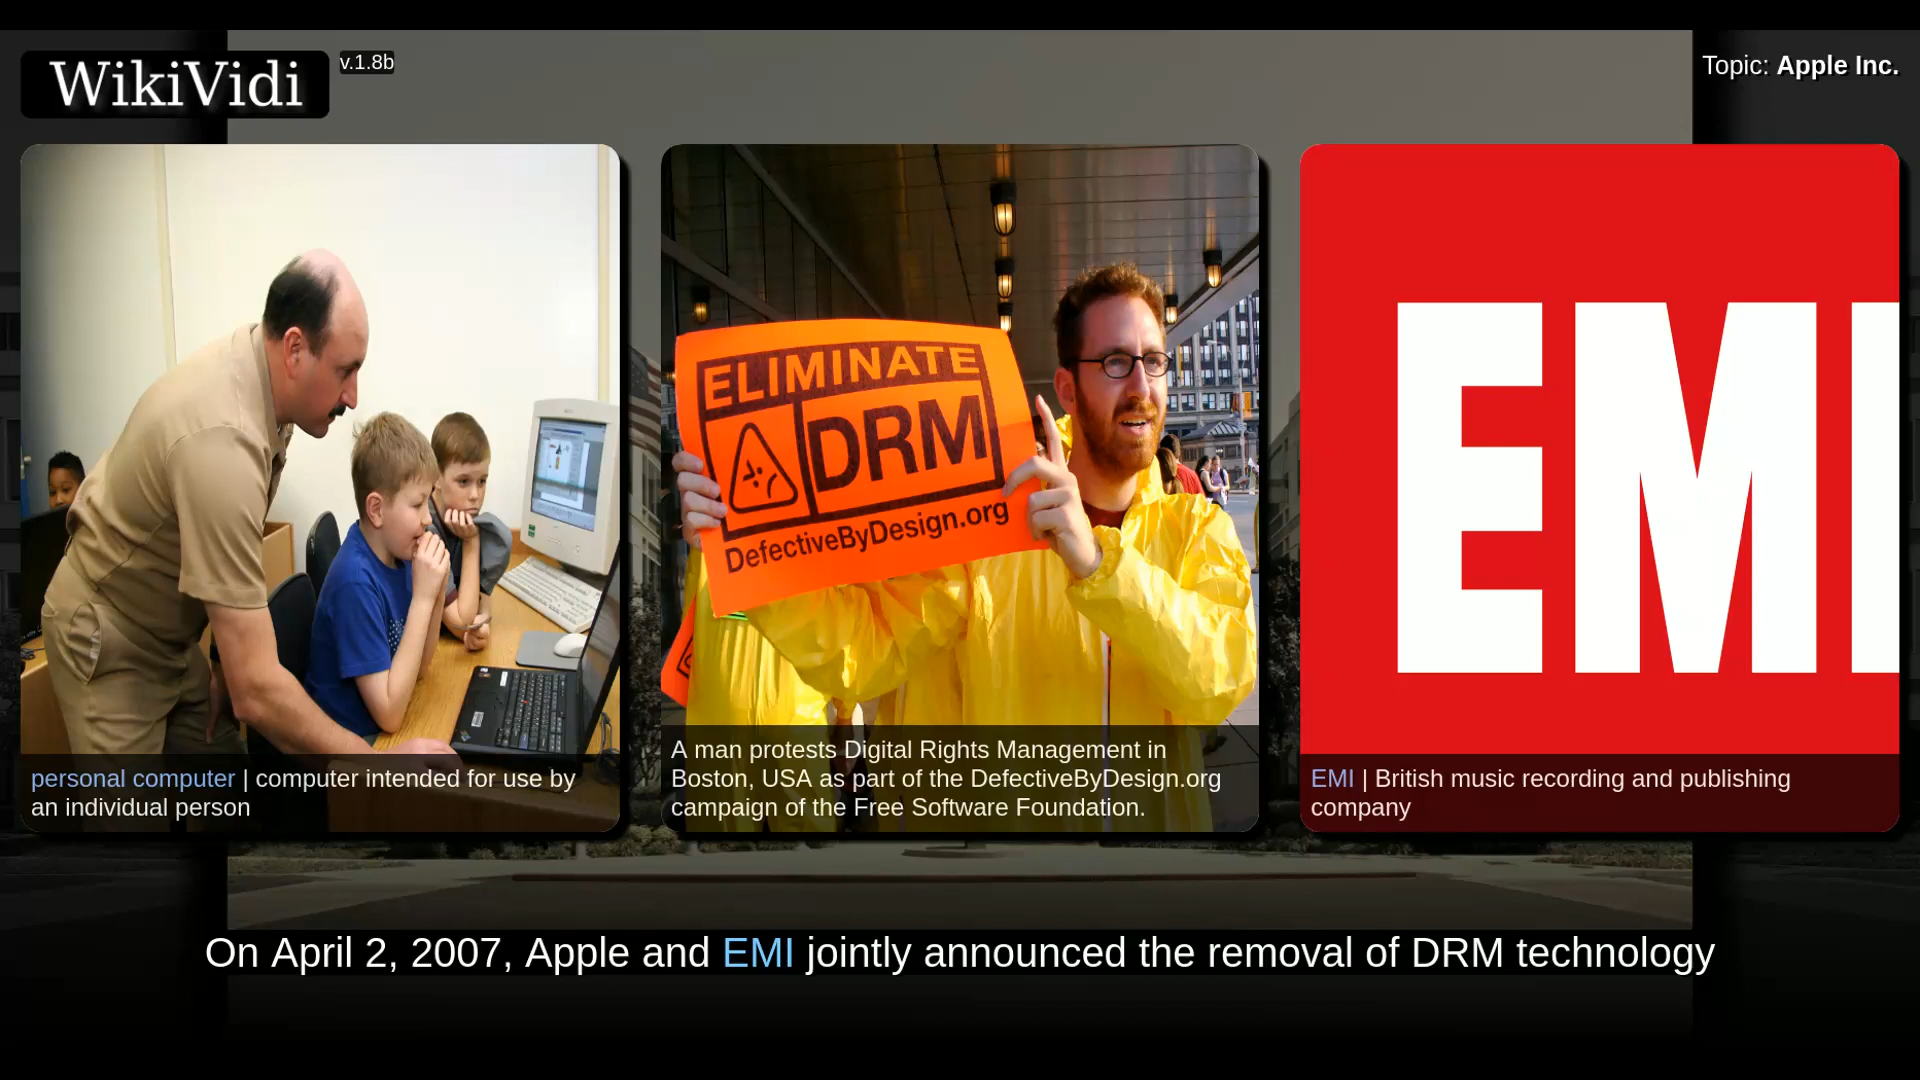 WikiVidi
v.1.8b
Topic: Apple Inc.
ELIMINATE
DRM
DefectiveByDesign.org
EMI
personal computer | computer intended for use by
an individual person
A man protests Digital Rights Management in
Boston, USA as part of the DefectiveByDesign.org
campaign of the Free Software Foundation.
EMI | British music recording and publishing
company
On April 2, 2007, Apple and EMI jointly announced the removal of DRM technology